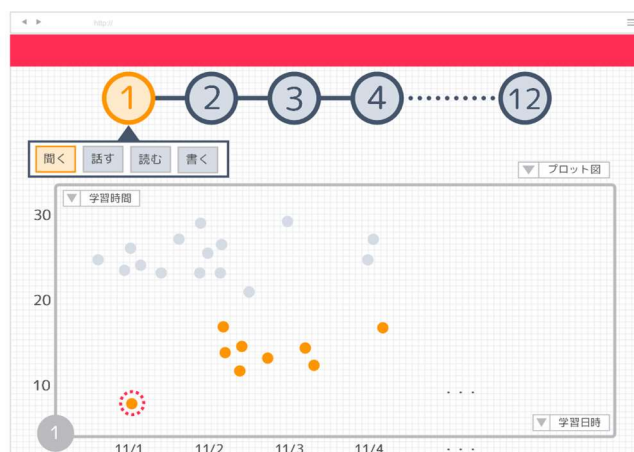 http://
1 2 3 4 12
聞く 話す 読む 書く
プロット図
学習時間
30
20
10
. . .
学習日時
1
11/1 11/2 11/3 11/4 . . .